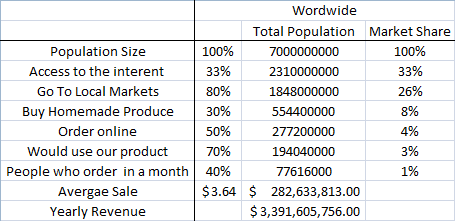 Wordwide
Total Population Market Share
Population Size 100% 7000000000 100%
Access to the interent 33% 2310000000 33%
Go To Local Markets 80% 1848000000 26%
Buy Homemade Produce 30% 554400000 8%
Order online 50% 277200000 4%
Would use our product 70% 194040000 3%
People who order in a month 40% 77616000 1%
Avergae Sale $3.64 $ 282,633,813.00
Yearly Revenue $3,391,605,756.00